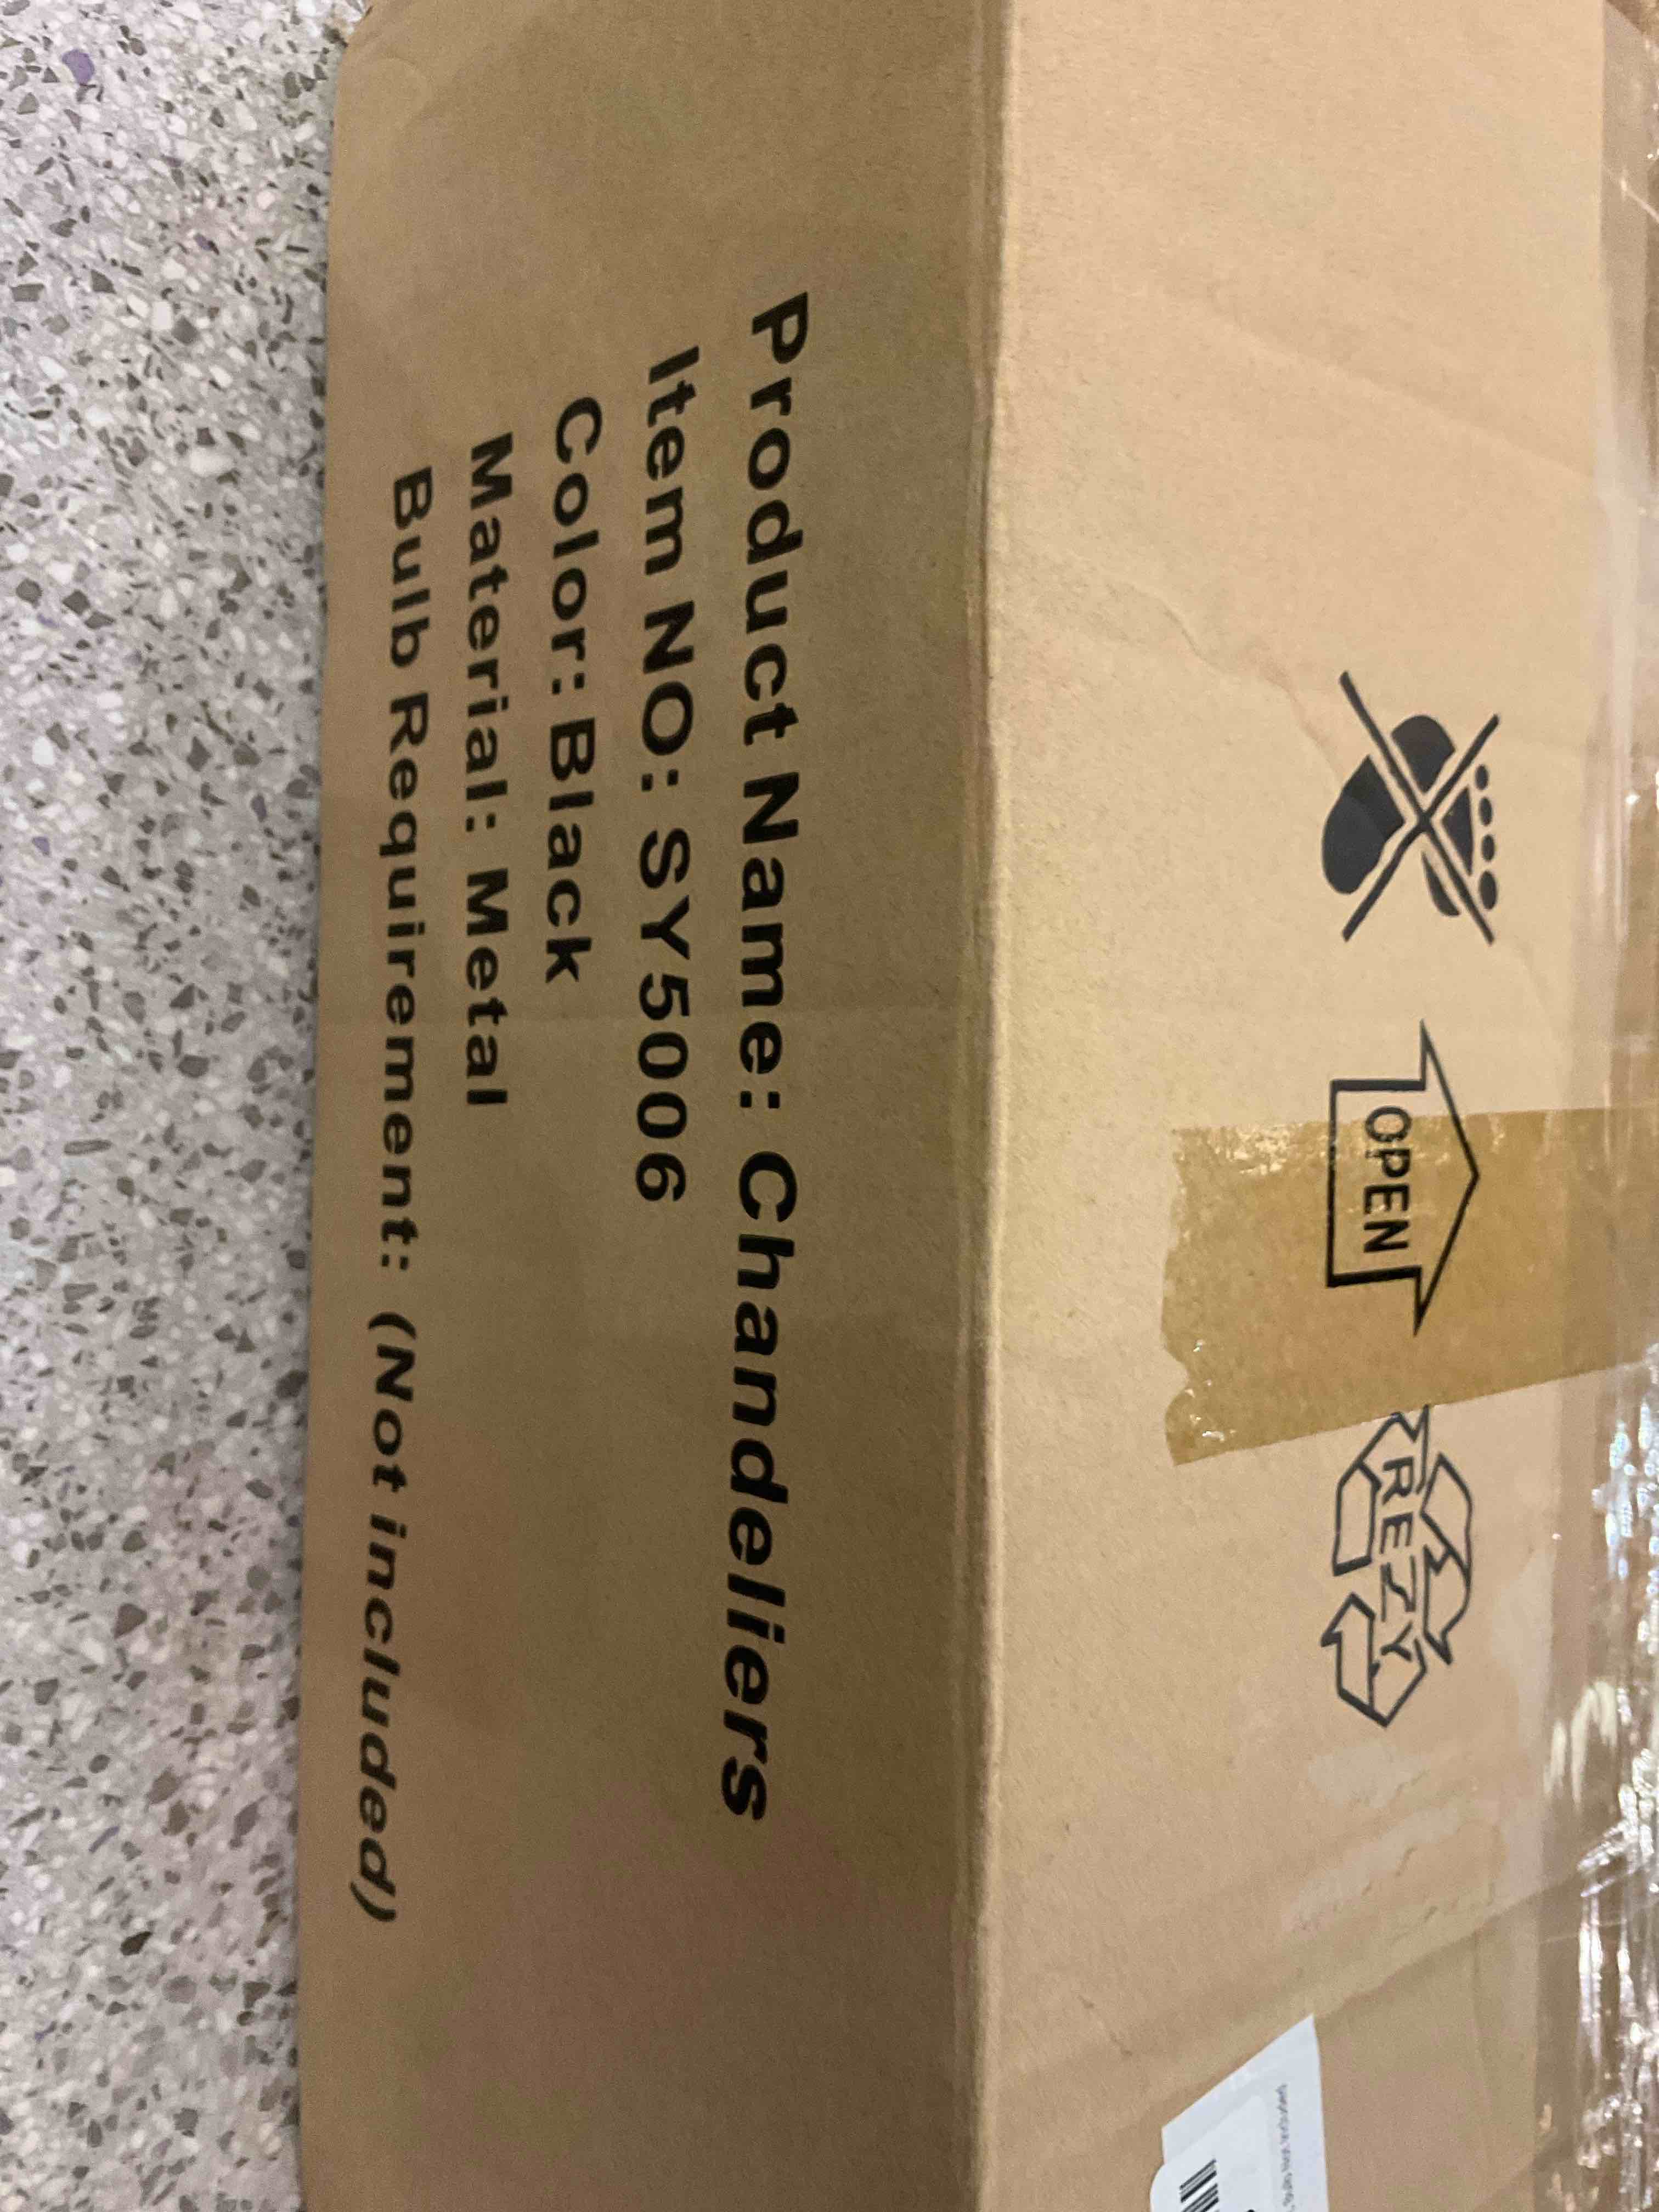 Product Name: Chandeliers
Item NO: SY5006
Color: Black
Material: Metal
Bulb Requirement: (Not included)
OPEN
REZY